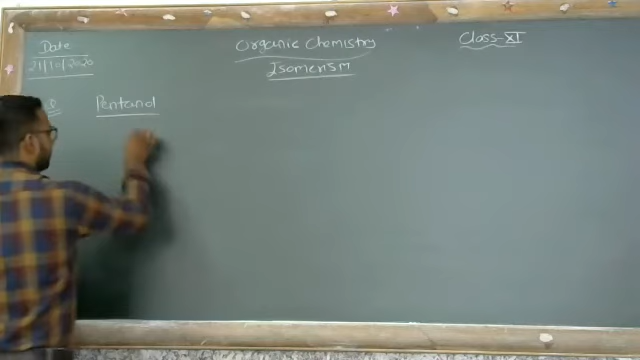 Date
21/10/2020
Organic Chemistry
Isomerism
Class-XI
Pentanol